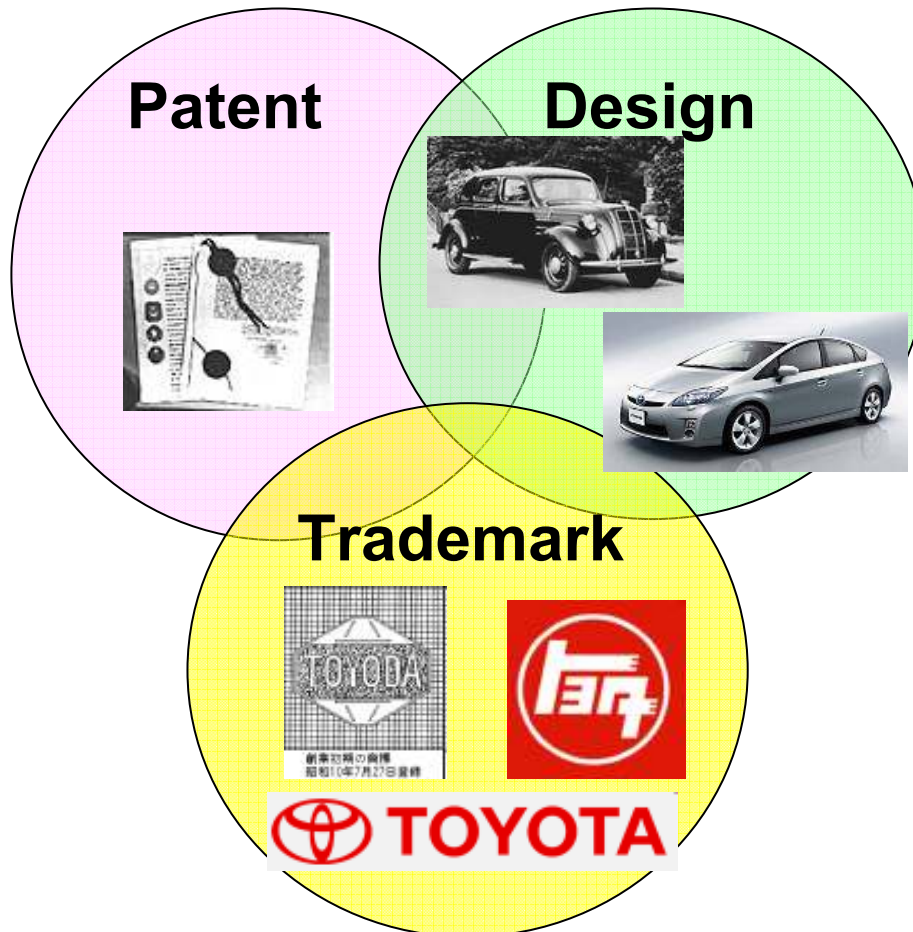 Patent
Design
Trademark
TOYODA
トヨタ
創業初期の商標
昭和10年7月27日登録
TOYOTA